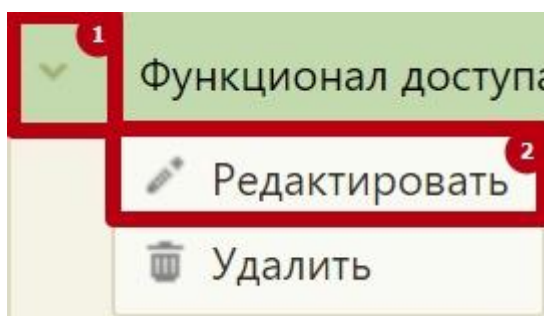 1
Функционал доступа
2
Редактировать
Удалить